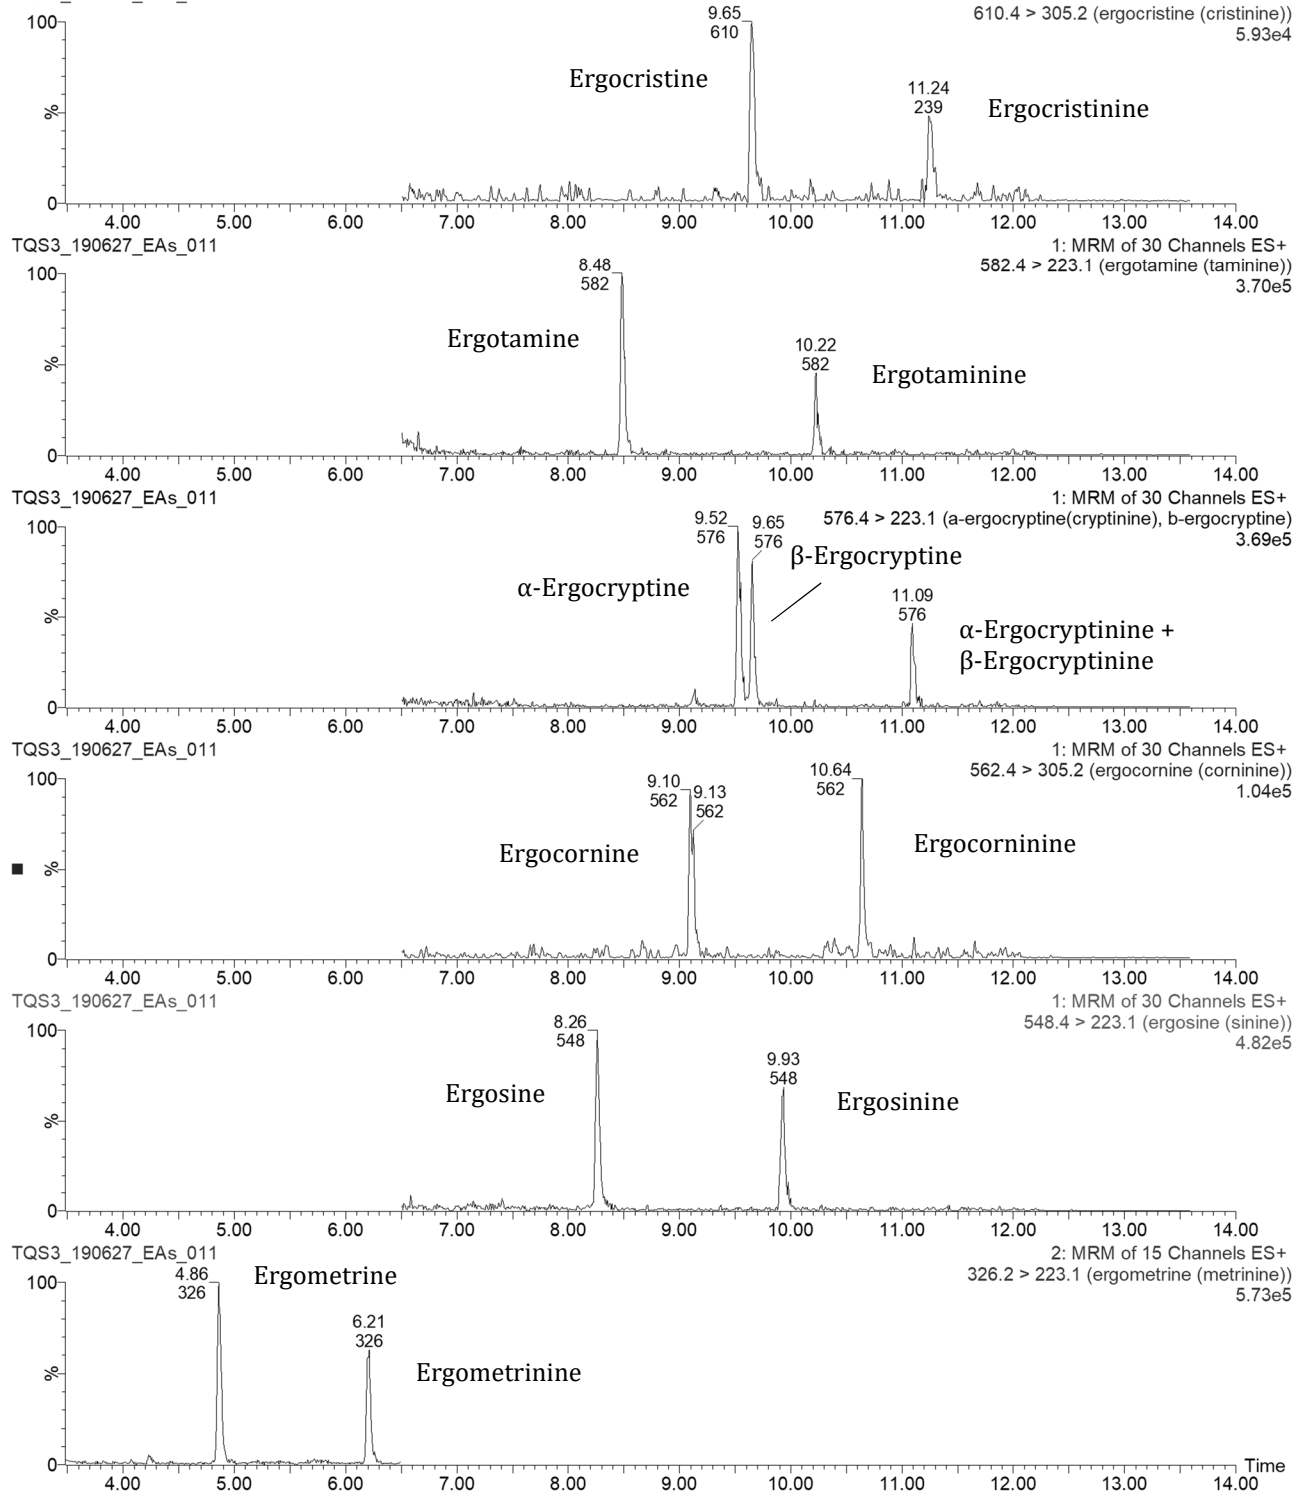 610.4 > 305.2 (ergocristine (cristinine))
5.93e4
9.65
610
100
%
0
Ergocristine
11.24
239
Ergocristinine
4.00 5.00 6.00 7.00 8.00 9.00 10.00 11.00 12.00 13.00 14.00
TQS3_190627_EAs_011
1: MRM of 30 Channels ES+
582.4 > 223.1 (ergotamine (taminine))
3.70e5
8.48
582
100
%
0
Ergotamine
10.22
582
Ergotaminine
4.00 5.00 6.00 7.00 8.00 9.00 10.00 11.00 12.00 13.00 14.00
TQS3_190627_EAs_011
1: MRM of 30 Channels ES+
576.4 > 223.1 (a-ergocryptine(cryptinine), b-ergocryptine)
3.69e5
9.52
576
9.65
576
100
%
0
α-Ergocryptine
β-Ergocryptine
11.09
576
α-Ergocryptinine +
β-Ergocryptinine
4.00 5.00 6.00 7.00 8.00 9.00 10.00 11.00 12.00 13.00 14.00
TQS3_190627_EAs_011
1: MRM of 30 Channels ES+
562.4 > 305.2 (ergocornine (corninine))
1.04e5
9.10
562
9.13
562
10.64
562
100
%
0
Ergocornine
Ergocorninine
4.00 5.00 6.00 7.00 8.00 9.00 10.00 11.00 12.00 13.00 14.00
TQS3_190627_EAs_011
1: MRM of 30 Channels ES+
548.4 > 223.1 (ergosine (sinine))
4.82e5
8.26
548
100
%
0
Ergosine
9.93
548
Ergosinine
4.00 5.00 6.00 7.00 8.00 9.00 10.00 11.00 12.00 13.00 14.00
TQS3_190627_EAs_011
2: MRM of 15 Channels ES+
326.2 > 223.1 (ergometrine (metrinine))
5.73e5
4.86
326
100
%
0
Ergometrine
6.21
326
Ergometrinine
Time
4.00 5.00 6.00 7.00 8.00 9.00 10.00 11.00 12.00 13.00 14.00